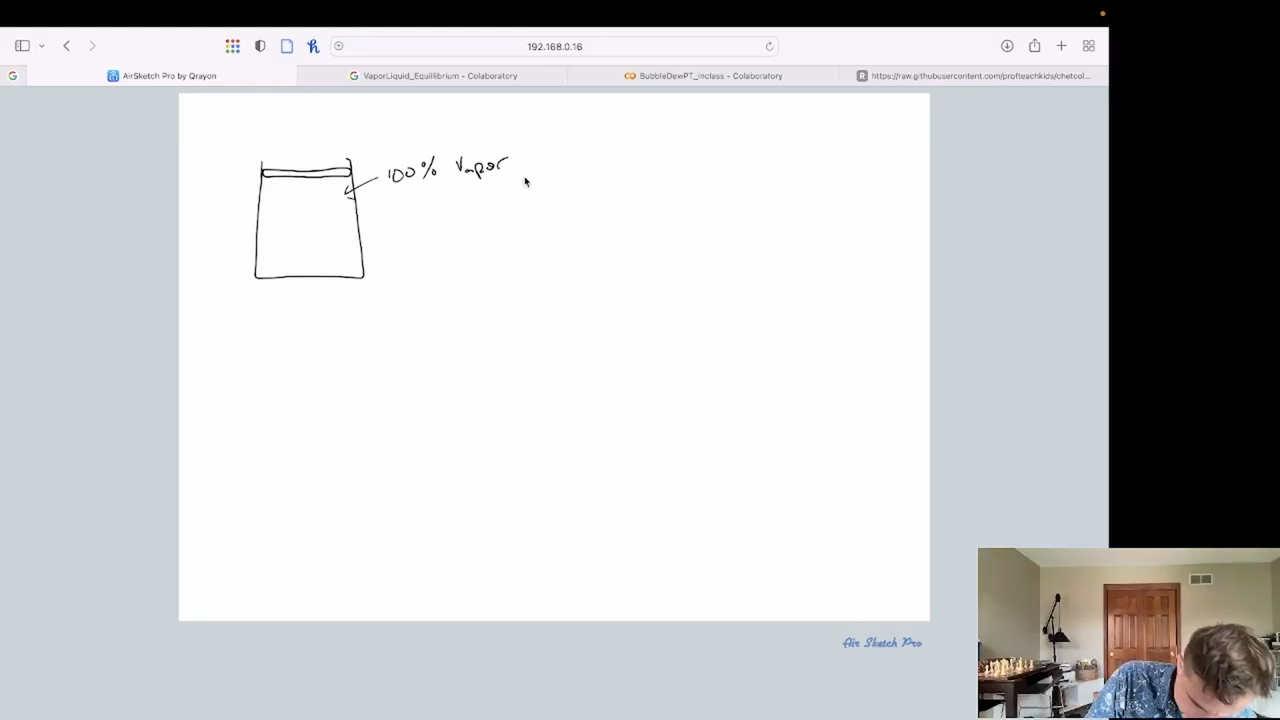 192.168.0.16
AirSketch Pro by Qrayon
VaporLiquid_Equillibrium - Colaboratory
BubbleDewPT_inclass - Colaboratory
https://raw.githubusercontent.com/profteachkids/chetool...
100% Vapor
Air Sketch Pro